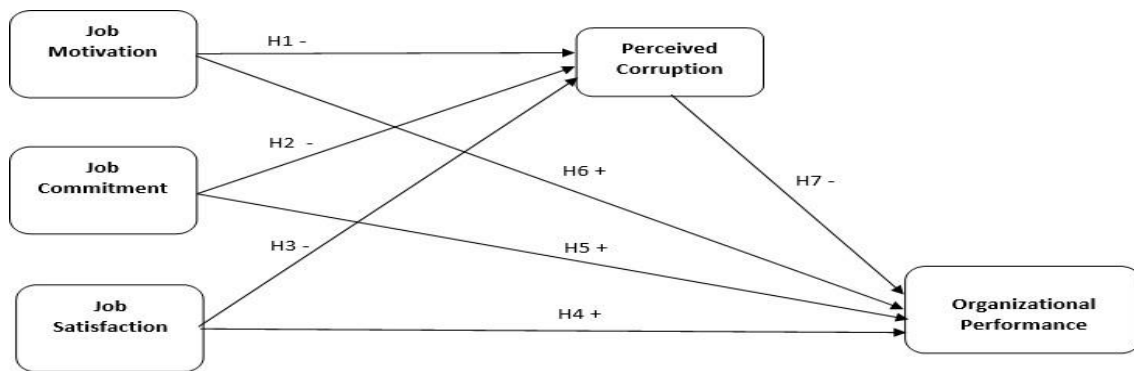 Job
Motivation
H1 -
Perceived
Corruption
H2 -
Job
Commitment
H6 +
H7 -
H3 -
H5 +
Job
Satisfaction
H4 +
Organizational
Performance